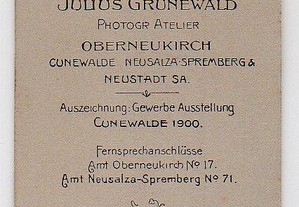 JULIUS GRÜNEWALD
PHOTOGR ATELIER
OBERNEUKIRCH
CUNEWALDE NEUSALZA-SPREMBERG &
NEUSTADT SA.
Auszeichnung: Gewerbe Ausstellung
CUNEWALDE 1900.
Fernsprechanschlüsse
Amt Oberneukirch No 17.
Amt Neusalza-Spremberg No 71.